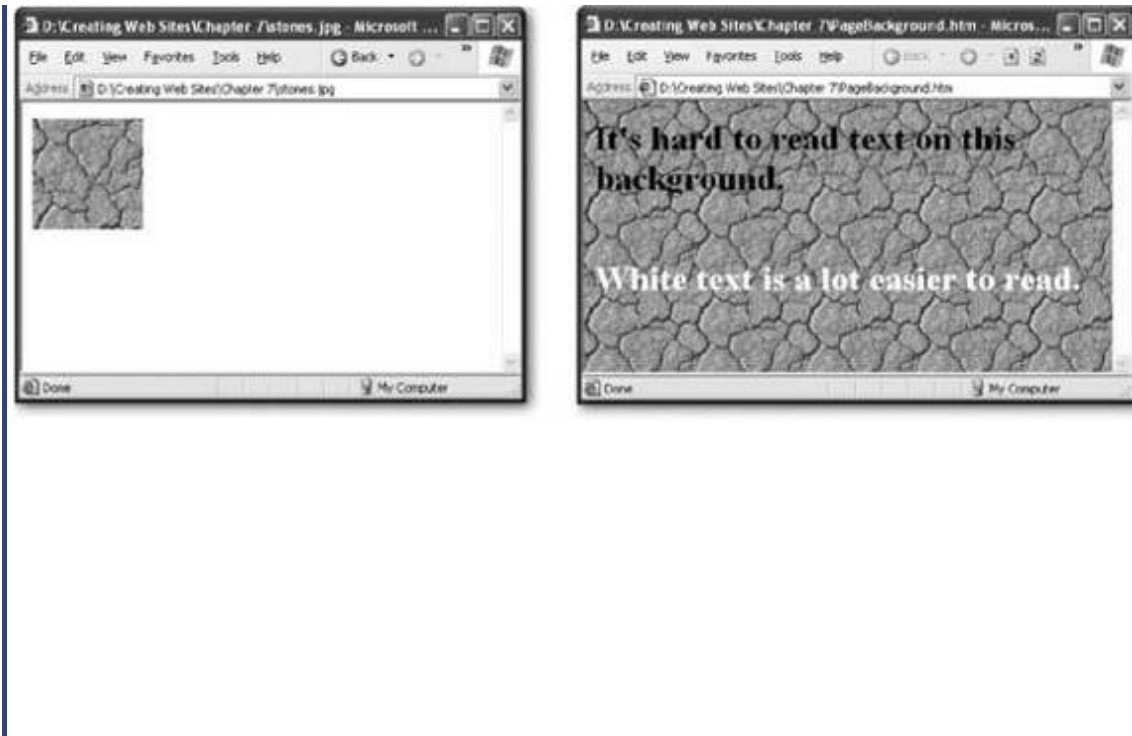 D:\Creating Web Sites\Chapter 7\stones.jpg - Microsoft ...
File Edit View Favorites Tools Help Back
Address D:\Creating Web Sites\Chapter 7\stones.jpg
Done My Computer
D:\Creating Web Sites\Chapter 7\PageBackground.htm - Micros...
File Edit View Favorites Tools Help Back
Address D:\Creating Web Sites\Chapter 7\PageBackground.htm
It's hard to read text on this
background.
White text is a lot easier to read.
Done My Computer